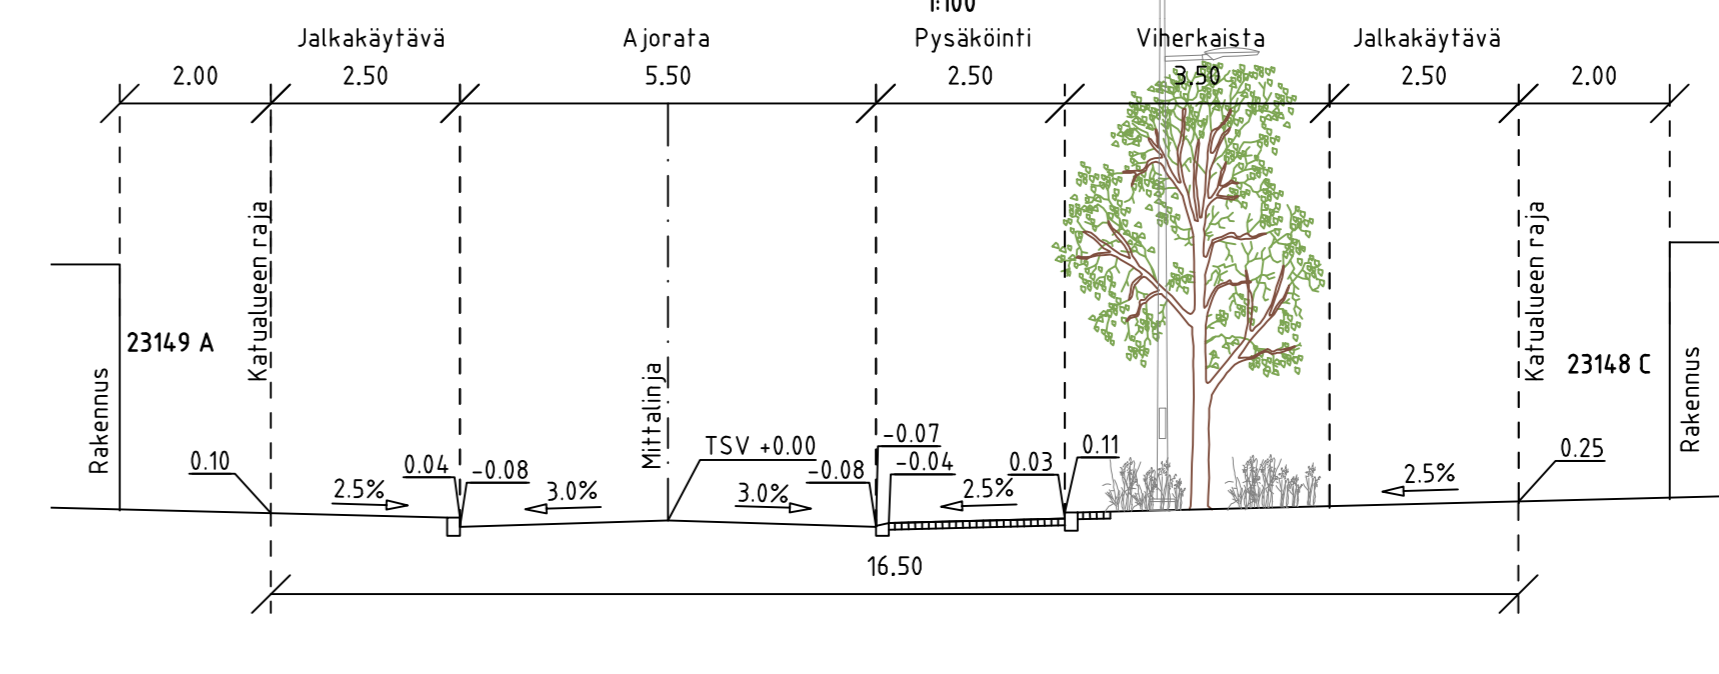 1:100
Jalkakäytävä Ajorata Pysäköinti Viherkaista Jalkakäytävä
2.00 2.50 5.50 2.50 3.50 2.50 2.00
Katualueen raja
Katualueen raja
23149 A
23148 C
Rakennus
Mittalinja
Rakennus
TSV +0.00
-0.07
0.11
0.10
0.04
-0.08
-0.08
-0.04
0.03
0.25
2.5% 3.0% 3.0% 2.5% 2.5%
16.50